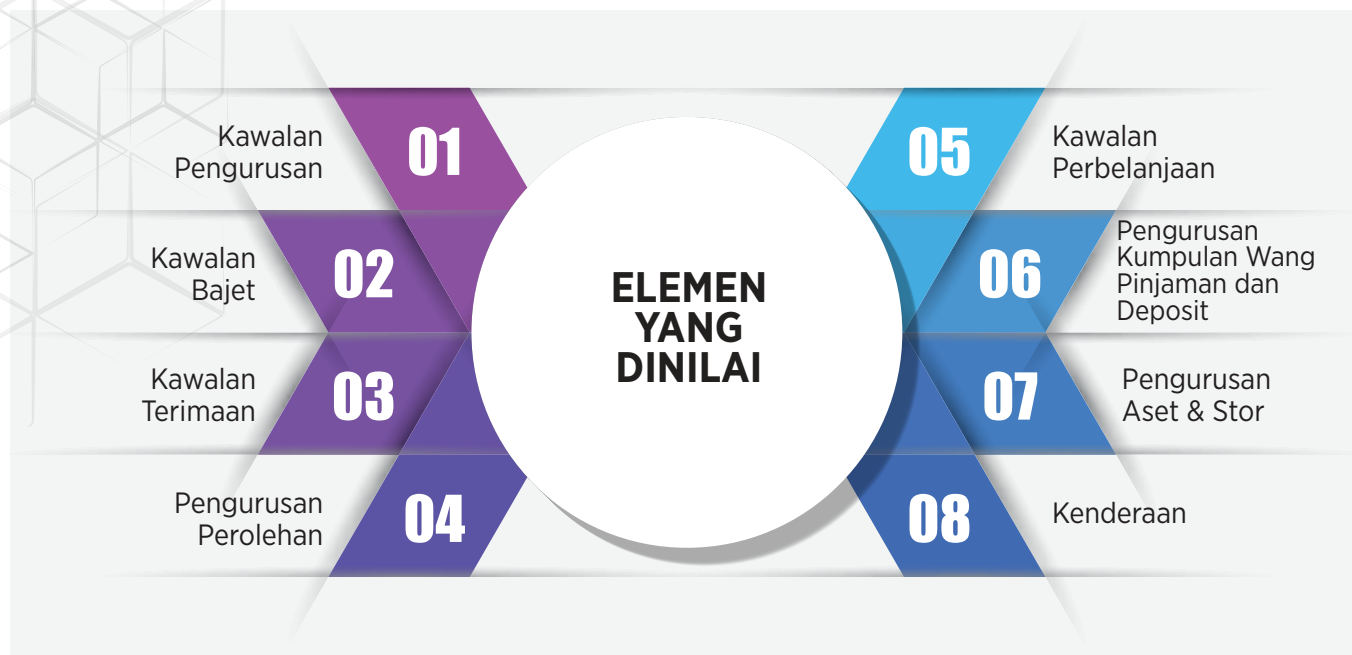 01
Kawalan
Pengurusan
02
Kawalan
Bajet
03
Kawalan
Terimaan
04
Pengurusan
Perolehan
ELEMEN
YANG
DINILAI
05
Kawalan
Perbelanjaan
06
Pengurusan
Kumpulan Wang
Pinjaman dan
Deposit
07
Pengurusan
Aset & Stor
08
Kenderaan